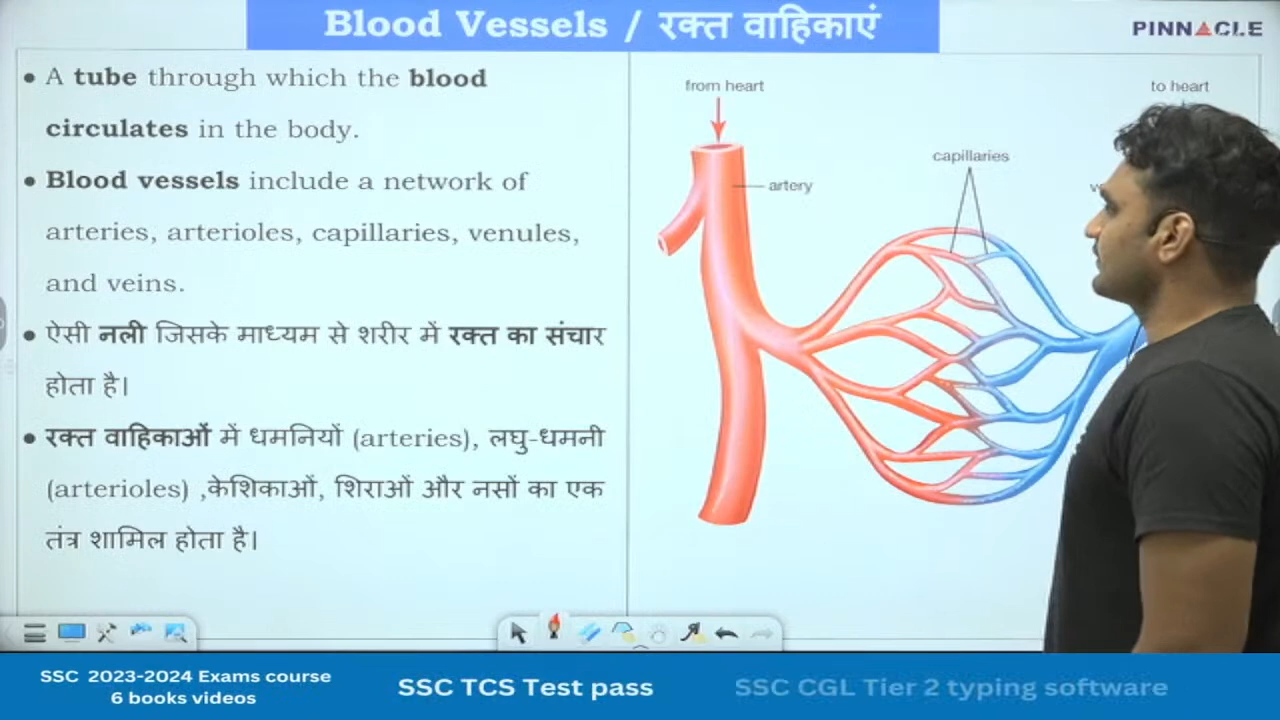 Blood Vessels / रक्त वाहिकाएं
PINNACLE
• A tube through which the blood
circulates in the body.
• Blood vessels include a network of
arteries, arterioles, capillaries, venules,
and veins.
• ऐसी नली जिसके माध्यम से शरीर में रक्त का संचार
होता है।
• रक्त वाहिकाओं में धमनियों (arteries), लघु-धमनी
(arterioles) ,केशिकाओं, शिराओं और नसों का एक
तंत्र शामिल होता है।
from heart
to heart
capillaries
artery
SSC 2023-2024 Exams course
6 books videos
SSC TCS Test pass
SSC CGL Tier 2 typing software